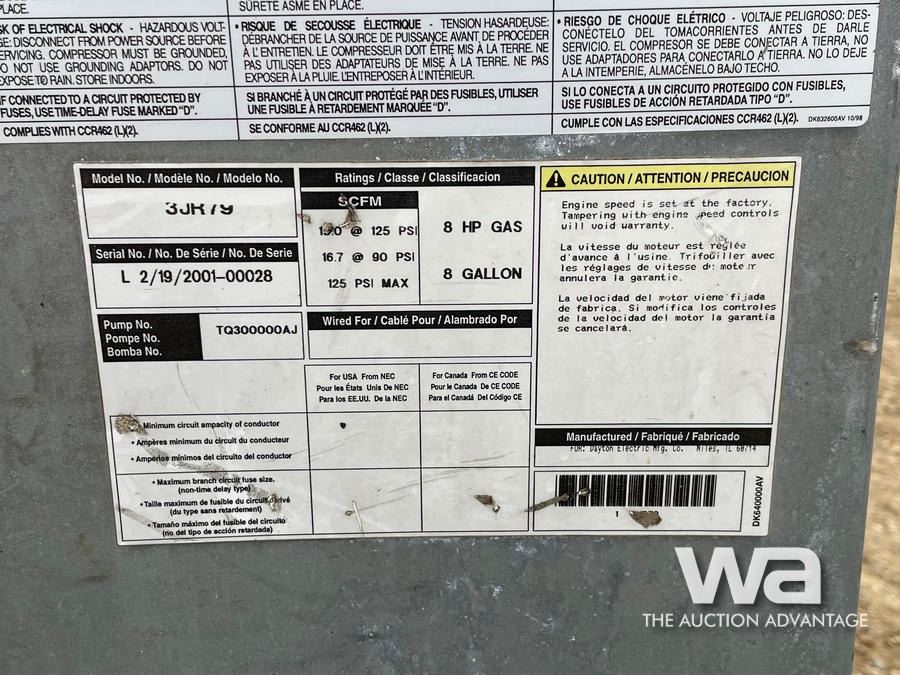 PLACE.
SK OF ELECTRICAL SHOCK - HAZARDOUS VOLT-
GE: DISCONNECT FROM POWER SOURCE BEFORE
SERVICING. COMPRESSOR MUST BE GROUNDED.
DO NOT USE GROUNDING ADAPTORS. DO NOT
EXPOSE TO RAIN. STORE INDOORS.
IF CONNECTED TO A CIRCUIT PROTECTED BY
FUSES, USE TIME-DELAY FUSE MARKED "D".
COMPLIES WITH CCR462 (L)(2).
SÛRETÉ ASME EN PLACE.
• RISQUE DE SECOUSSE ÉLECTRIQUE - TENSION HASARDEUSE:
DÉBRANCHER DE LA SOURCE DE PUISSANCE AVANT DE PROCÉDER
À L'ENTRETIEN. LE COMPRESSEUR DOIT ÊTRE MIS À LA TERRE. NE
PAS UTILISER DES ADAPTATEURS DE MISE À LA TERRE. NE PAS
EXPOSER À LA PLUIE. L'ENTREPOSER À L'INTÉRIEUR.
SI BRANCHÉ À UN CIRCUIT PROTÉGÉ PAR DES FUSIBLES, UTILISER
UNE FUSIBLE À RETARDEMENT MARQUÉE "D".
SE CONFORME AU CCR462 (L)(2).
• RIESGO DE CHOQUE ELÉTRICO - VOLTAJE PELIGROSO: DES-
CONÉCTELO DEL TOMACORRIENTES ANTES DE DARLE
SERVICIO. EL COMPRESOR SE DEBE CONECTAR A TIERRA, NO
USE ADAPTADORES PARA CONECTARLO A TIERRA. NO LO DEJE
A LA INTEMPERIE, ALMACÉNELO BAJO TECHO.
SI LO CONECTA A UN CIRCUITO PROTEGIDO CON FUSIBLES,
USE FUSIBLES DE ACCIÓN RETARDADA TIPO "D".
CUMPLE CON LAS ESPECIFICACIONES CCR462 (L)(2).
DK632600AV 10/98
Model No. / Modèle No. / Modelo No.
3JR79
Serial No. / No. De Série / No. De Serie
L 2/19/2001-00028
Pump No.
Pompe No.
Bomba No.
TQ300000AJ
Ratings / Classe / Classificacion
SCFM
@ 125 PSI
16.7 @ 90 PSI
125 PSI MAX
8 HP GAS
8 GALLON
Wired For / Cablé Pour / Alambrado Por
For USA From NEC
Pour les États Unis De NEC
Para los EE.UU. De la NEC
For Canada From CE CODE
Pour le Canada De CE CODE
Para el Canadá Del Código CE
Minimum circuit ampacity of conductor
• Ampères minimum du circuit du conducteur
• Ampérios mínimos del circuito del conductor
• Maximum branch circuit fuse size.
(non-time delay type)
• Taille maximum de fusible du circuit dérivé
(du type sans retardement)
• Tamaño máximo del fusible del circuito
(no del tipo de acción retardada)
CAUTION / ATTENTION / PRECAUCION
Engine speed is set at the factory.
Tampering with engine speed controls
will void warranty.
La vitesse du moteur est réglée
d'avance à l'usine. Trifouiller avec
les réglages de vitesse du moteur
annulera la garantie.
La velocidad del motor viene fijada
de fabrica. Si modifica los controles
de la velocidad del motor la garantía
se cancelará.
Manufactured / Fabriqué / Fabricado
FOR: Dayton Electric Mfg. Co. Niles, IL 60714
1
DK640000AV
wa
THE AUCTION ADVANTAGE